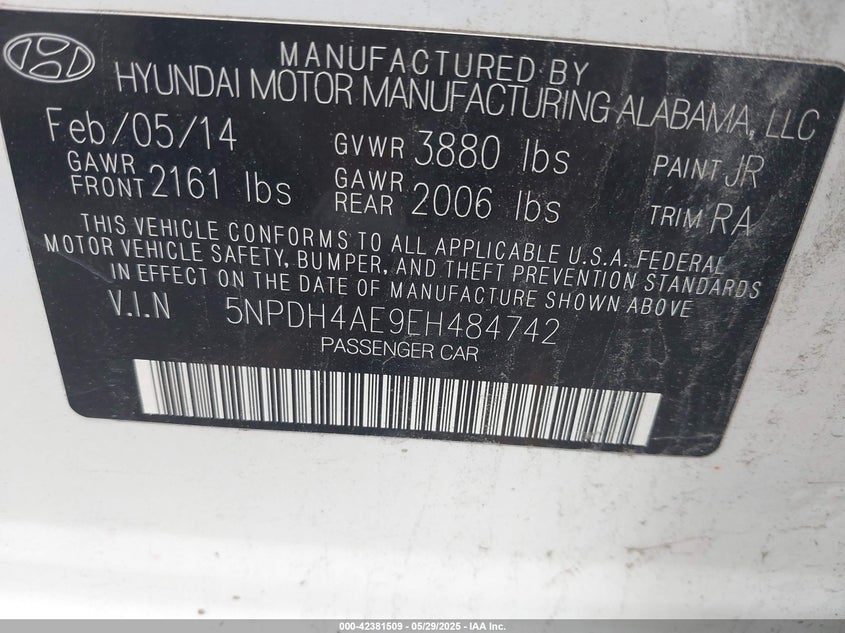 MANUFACTURED BY
HYUNDAI MOTOR MANUFACTURING ALABAMA, LLC
Feb/05/14 GVWR 3880 lbs PAINT JR
GAWR FRONT 2161 lbs GAWR REAR 2006 lbs TRIM RA
THIS VEHICLE CONFORMS TO ALL APPLICABLE U.S.A. FEDERAL
MOTOR VEHICLE SAFETY, BUMPER, AND THEFT PREVENTION STANDARDS
IN EFFECT ON THE DATE OF MANUFACTURE SHOWN ABOVE
V.I.N 5NPDH4AE9EH484742
PASSENGER CAR
000-42381509 - 05/29/2025 - IAA Inc.